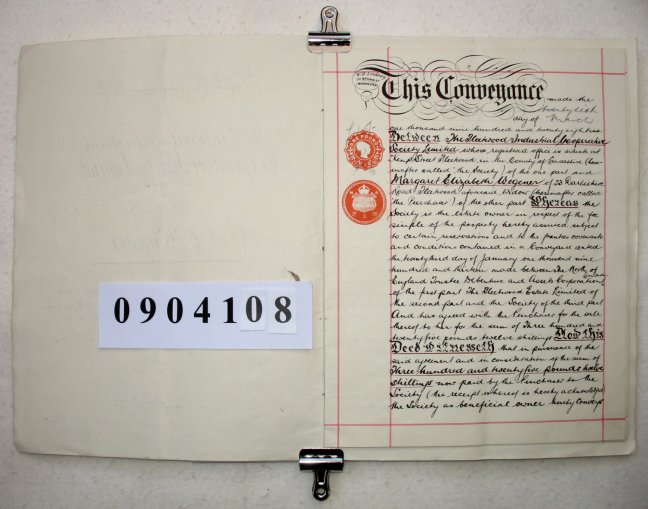 0904108
This Conveyance made the
twentieth
day of March
one thousand nine hundred and twenty eight
Between The Fleetwood Industrial Co-operative
Society Limited whose registered office is situate at
Kemp Street Fleetwood in the County of Lancaster (herein
after called "the Society") of the one part and
Margaret Elizabeth Wegener of 23
Road Fleetwood aforesaid Widow (hereinafter called
"the Purchaser") of the other part Whereas the
Society is the estate owner in respect of the fee
simple of the property hereby assured subject
to certain reservations and to the
and conditions contained in a Conveyance dated
the twenty third day of January one thousand nine
hundred and thirteen made between The North of
England Trustee Debenture and Assets Corporation Limited
of the first part The Fleetwood Estate Limited of
the second part and the Society of the third part
And has agreed with the Purchaser for the sale
thereof to her for the sum of Three hundred and
twenty five pounds twelve shillings Now this
Deed Witnesseth that in pursuance of the
said agreement and in consideration of the sum of
Three hundred and twenty five pounds twelve
shillings now paid by the Purchaser to the
Society (the receipt whereof is hereby acknowledged)
the Society as beneficial owner hereby conveys